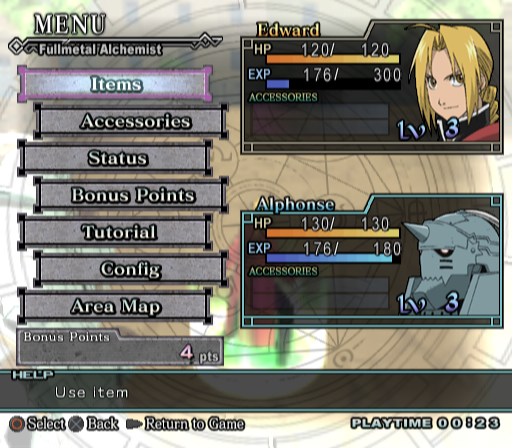 MENU
Fullmetal Alchemist
Items
Accessories
Status
Bonus Points
Tutorial
Config
Area Map
Bonus Points
4 pts
Edward
HP 120/ 120
EXP 176/ 300
ACCESSORIES
Lv 3
Alphonse
HP 130/ 130
EXP 176/ 180
ACCESSORIES
Lv 3
HELP
Use item
Select Back Return to Game
PLAYTIME 00:23